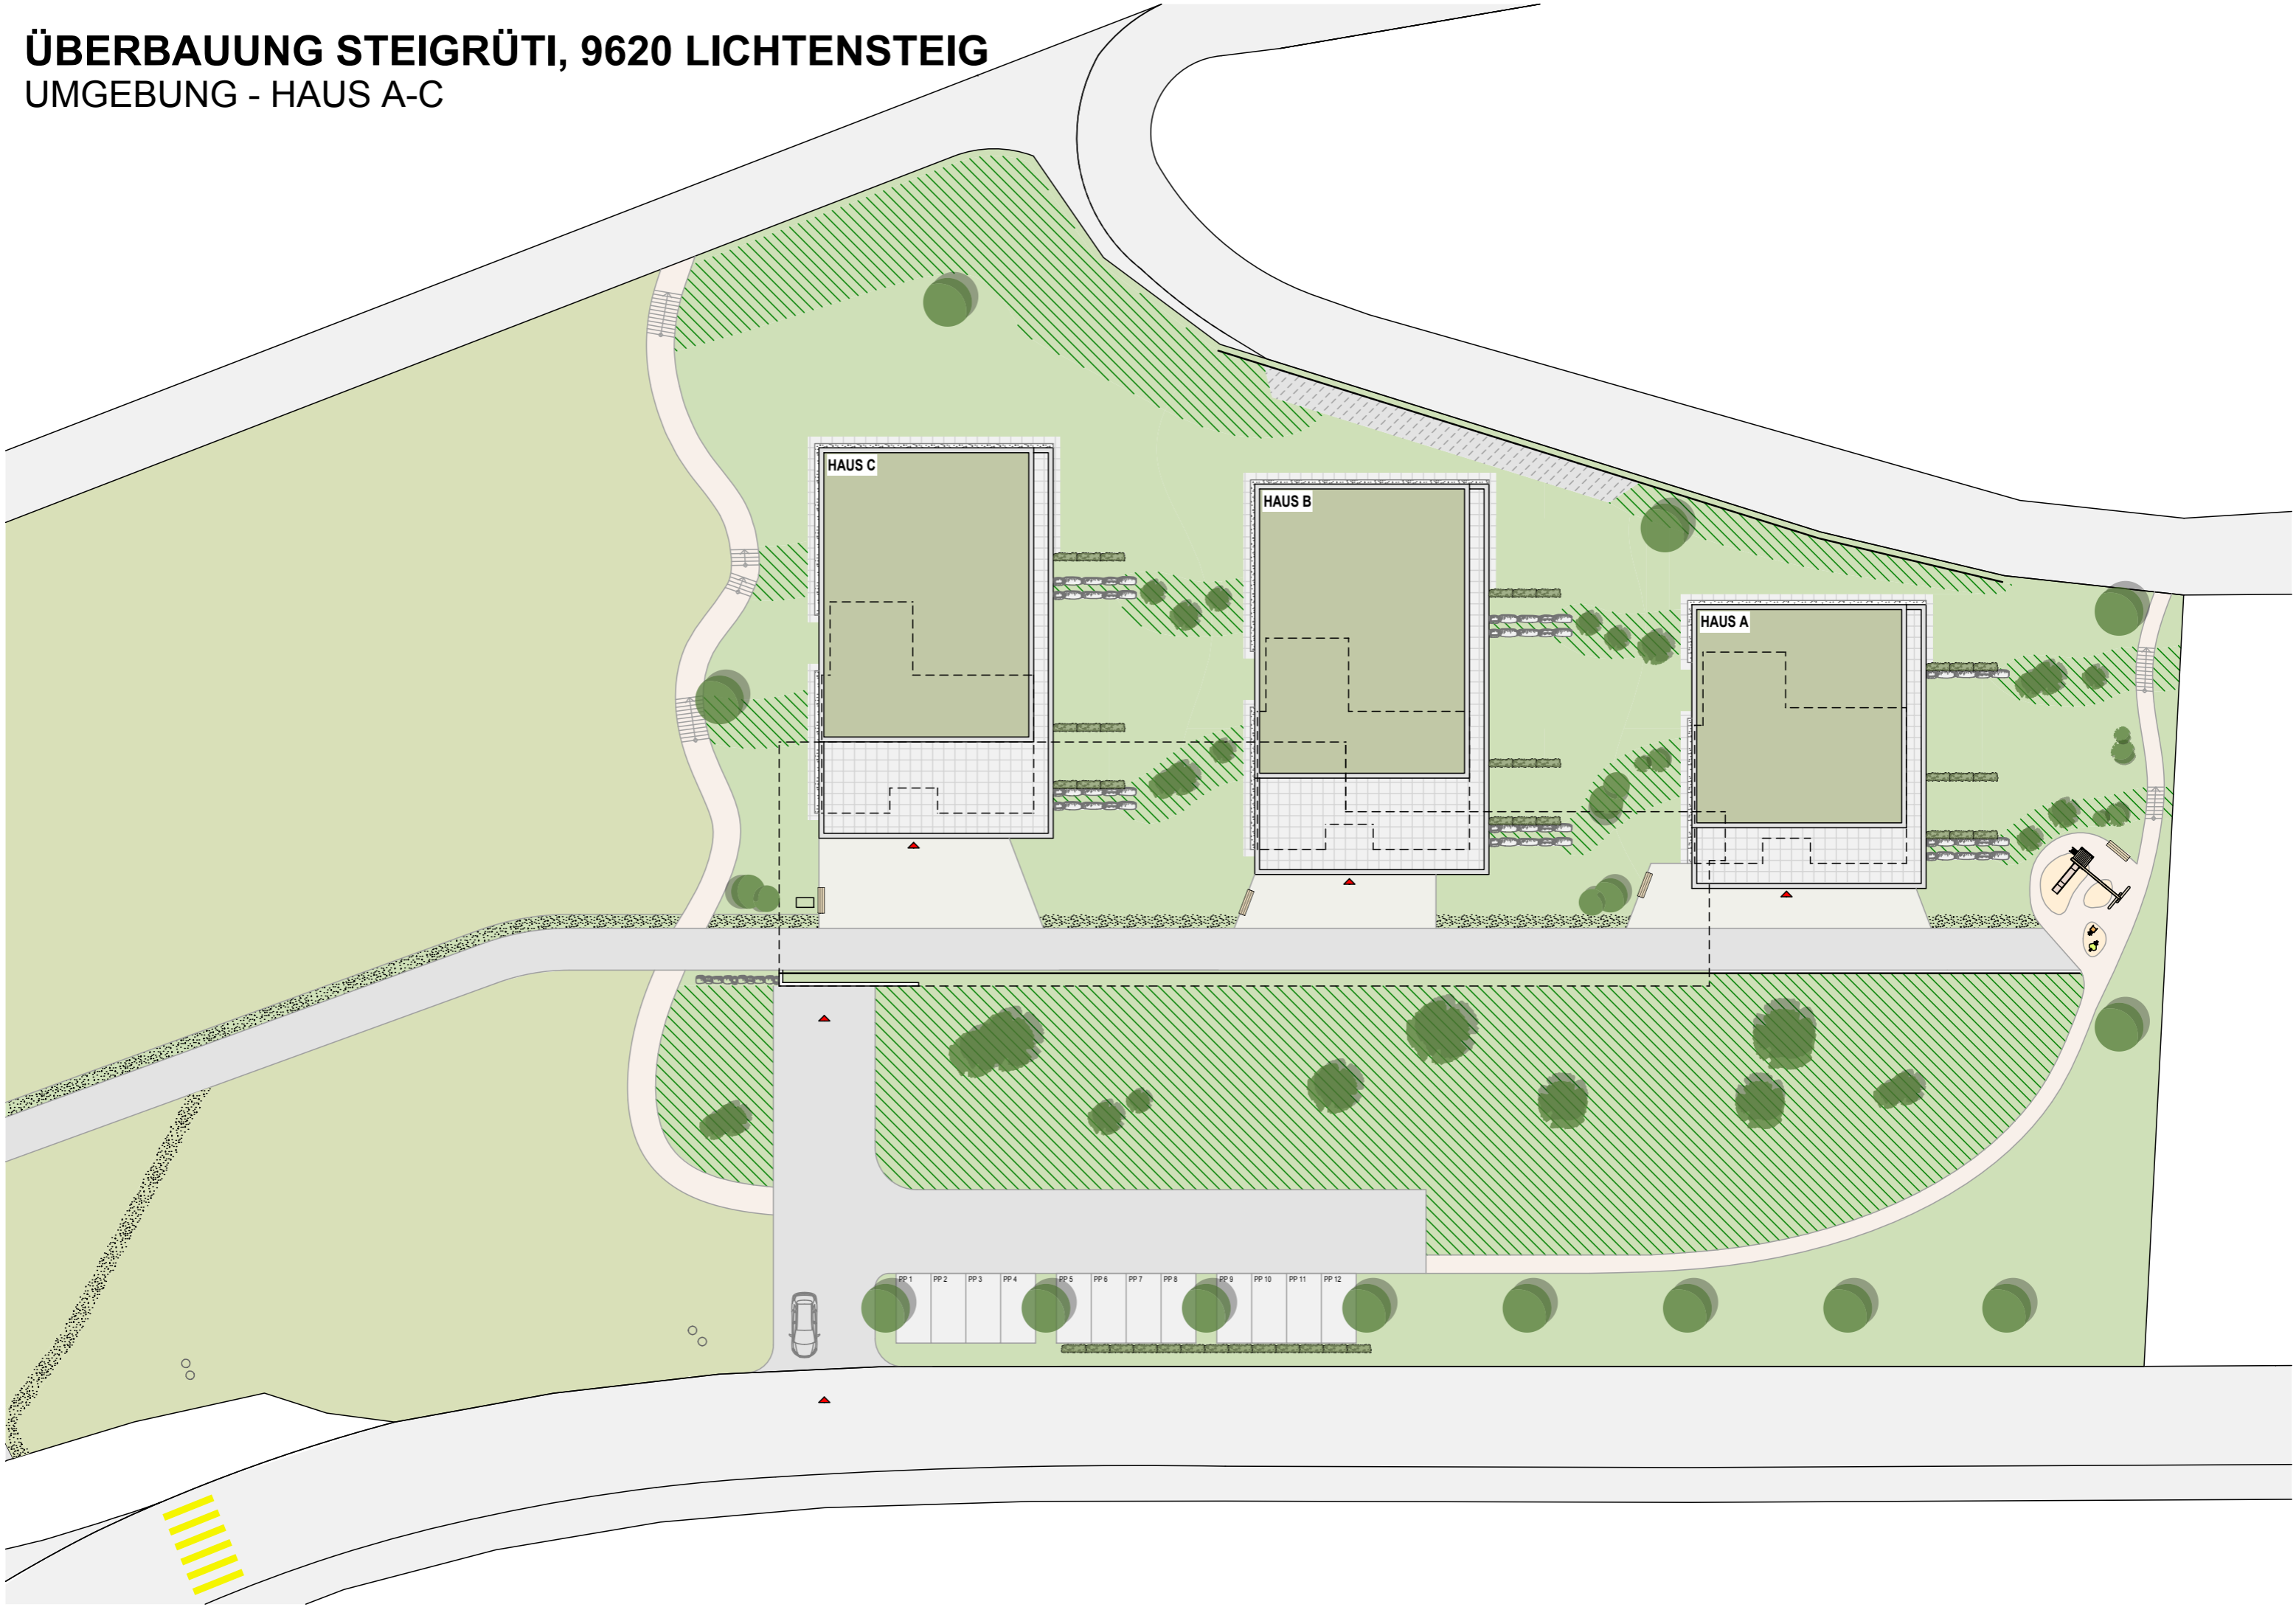 ÜBERBAUUNG STEIGRÜTI, 9620 LICHTENSTEIG
UMGEBUNG - HAUS A-C
HAUS C
HAUS B
HAUS A
PP 1
PP 2
PP 3
PP 4
PP 5
PP 6
PP 7
PP 8
PP 9
PP 10
PP 11
PP 12